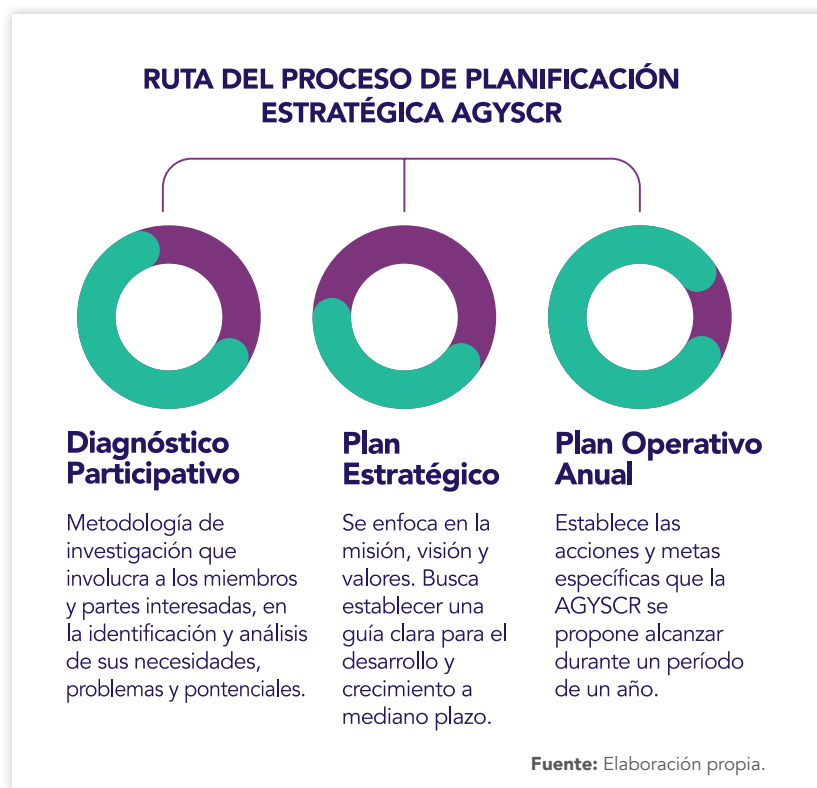 RUTA DEL PROCESO DE PLANIFICACIÓN
ESTRATÉGICA AGYSCR
Diagnóstico
Participativo
Metodología de
investigación que
involucra a los miembros
y partes interesadas, en
la identificación y análisis
de sus necesidades,
problemas y pontenciales.
Plan
Estratégico
Se enfoca en la
misión, visión y
valores. Busca
establecer una
guía clara para el
desarrollo y
crecimiento a
mediano plazo.
Plan Operativo
Anual
Establece las
acciones y metas
específicas que la
AGYSCR se
propone alcanzar
durante un período
de un año.
Fuente: Elaboración propia.